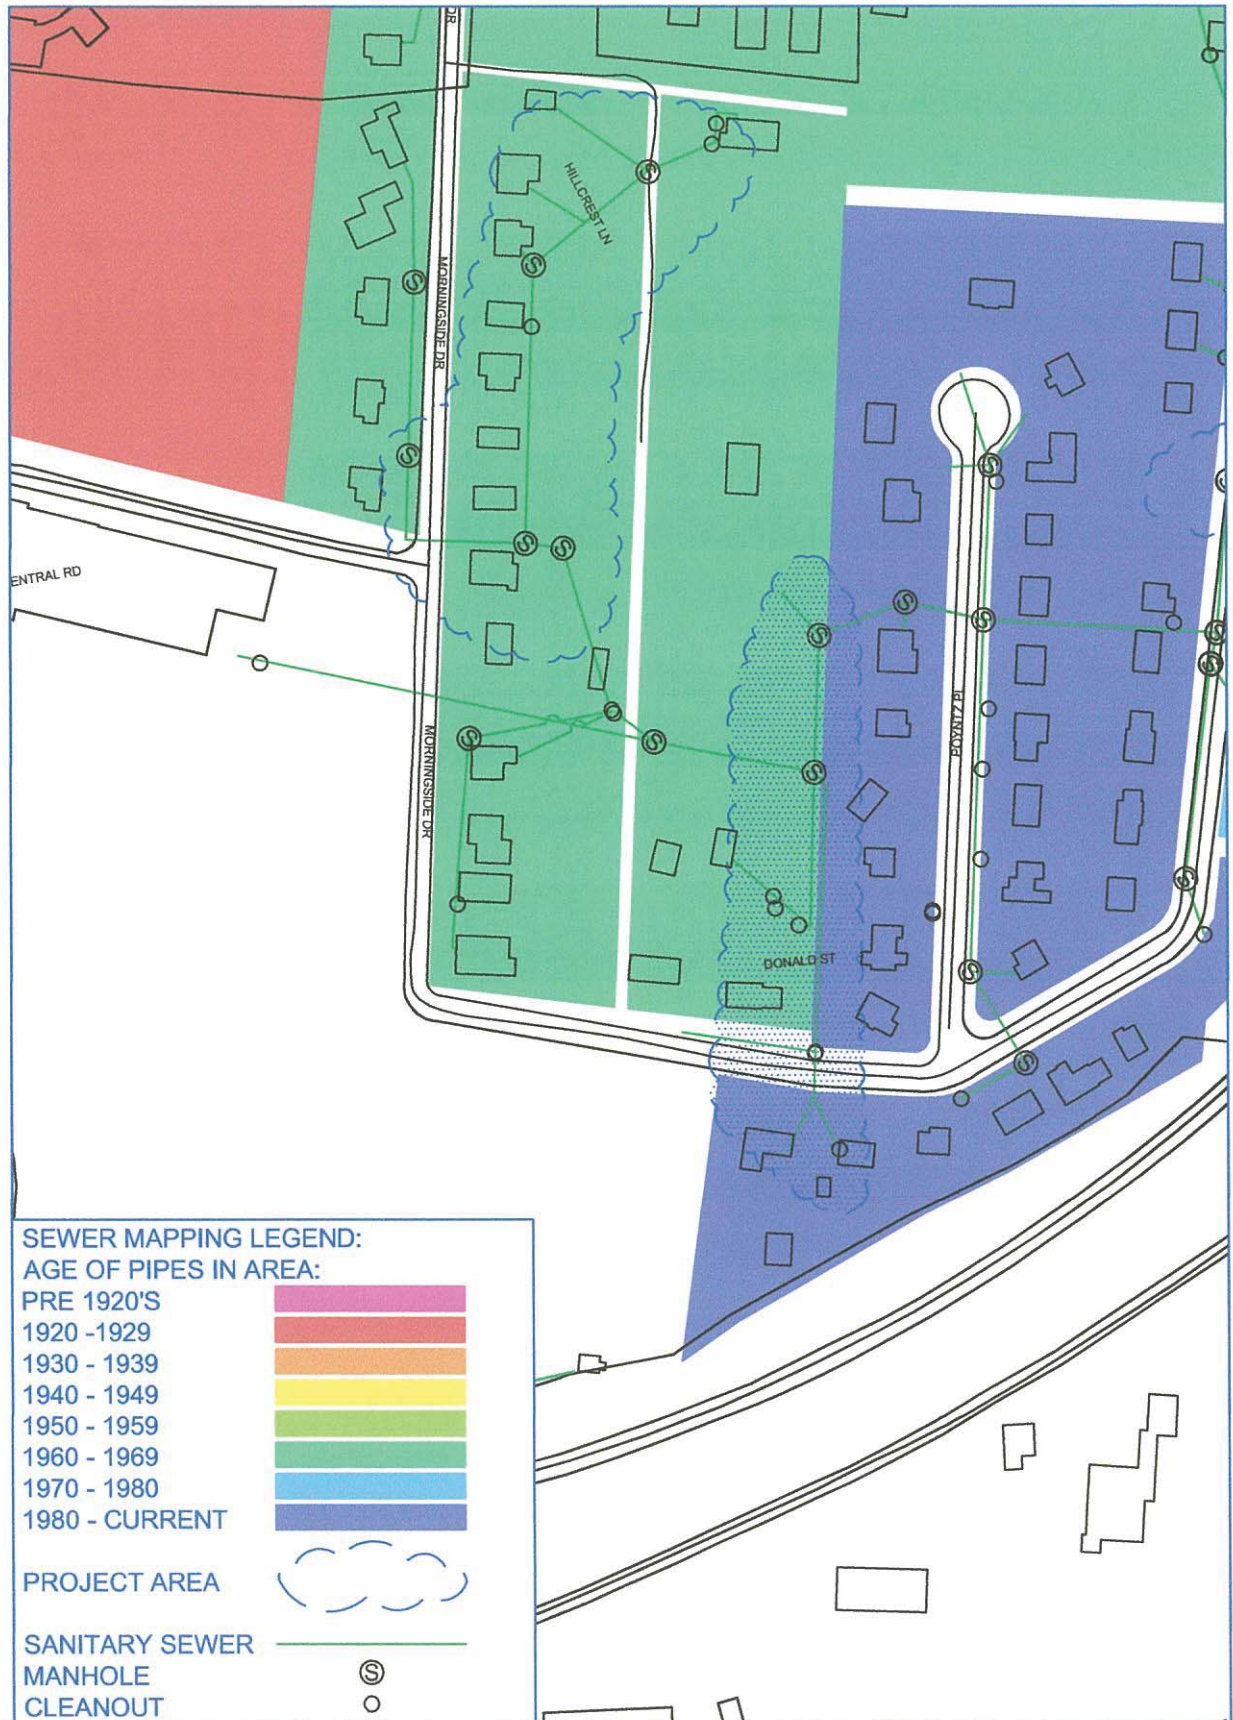 DR
HILLCREST LN
MORNINGSIDE DR
ENTRAL RD
POYNTZ PL
MORNINGSIDE DR
DONALD ST
SEWER MAPPING LEGEND:
AGE OF PIPES IN AREA:
PRE 1920'S
1920 -1929
1930 - 1939
1940 - 1949
1950 - 1959
1960 - 1969
1970 - 1980
1980 - CURRENT
PROJECT AREA
SANITARY SEWER
MANHOLE S
CLEANOUT